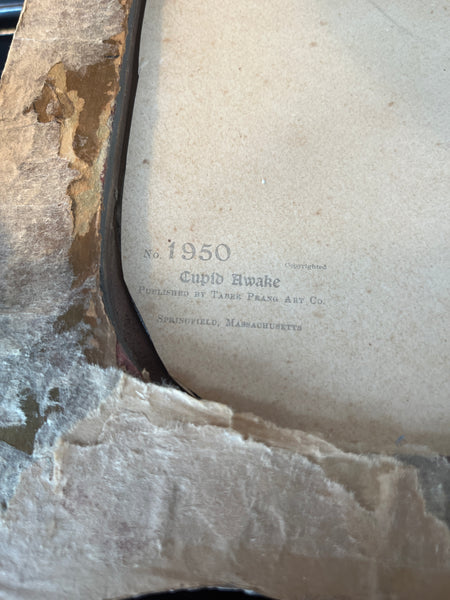 No. 1950
Copyrighted
Cupid Awake
Published by Taber Prang Art Co.
Springfield, Massachusetts